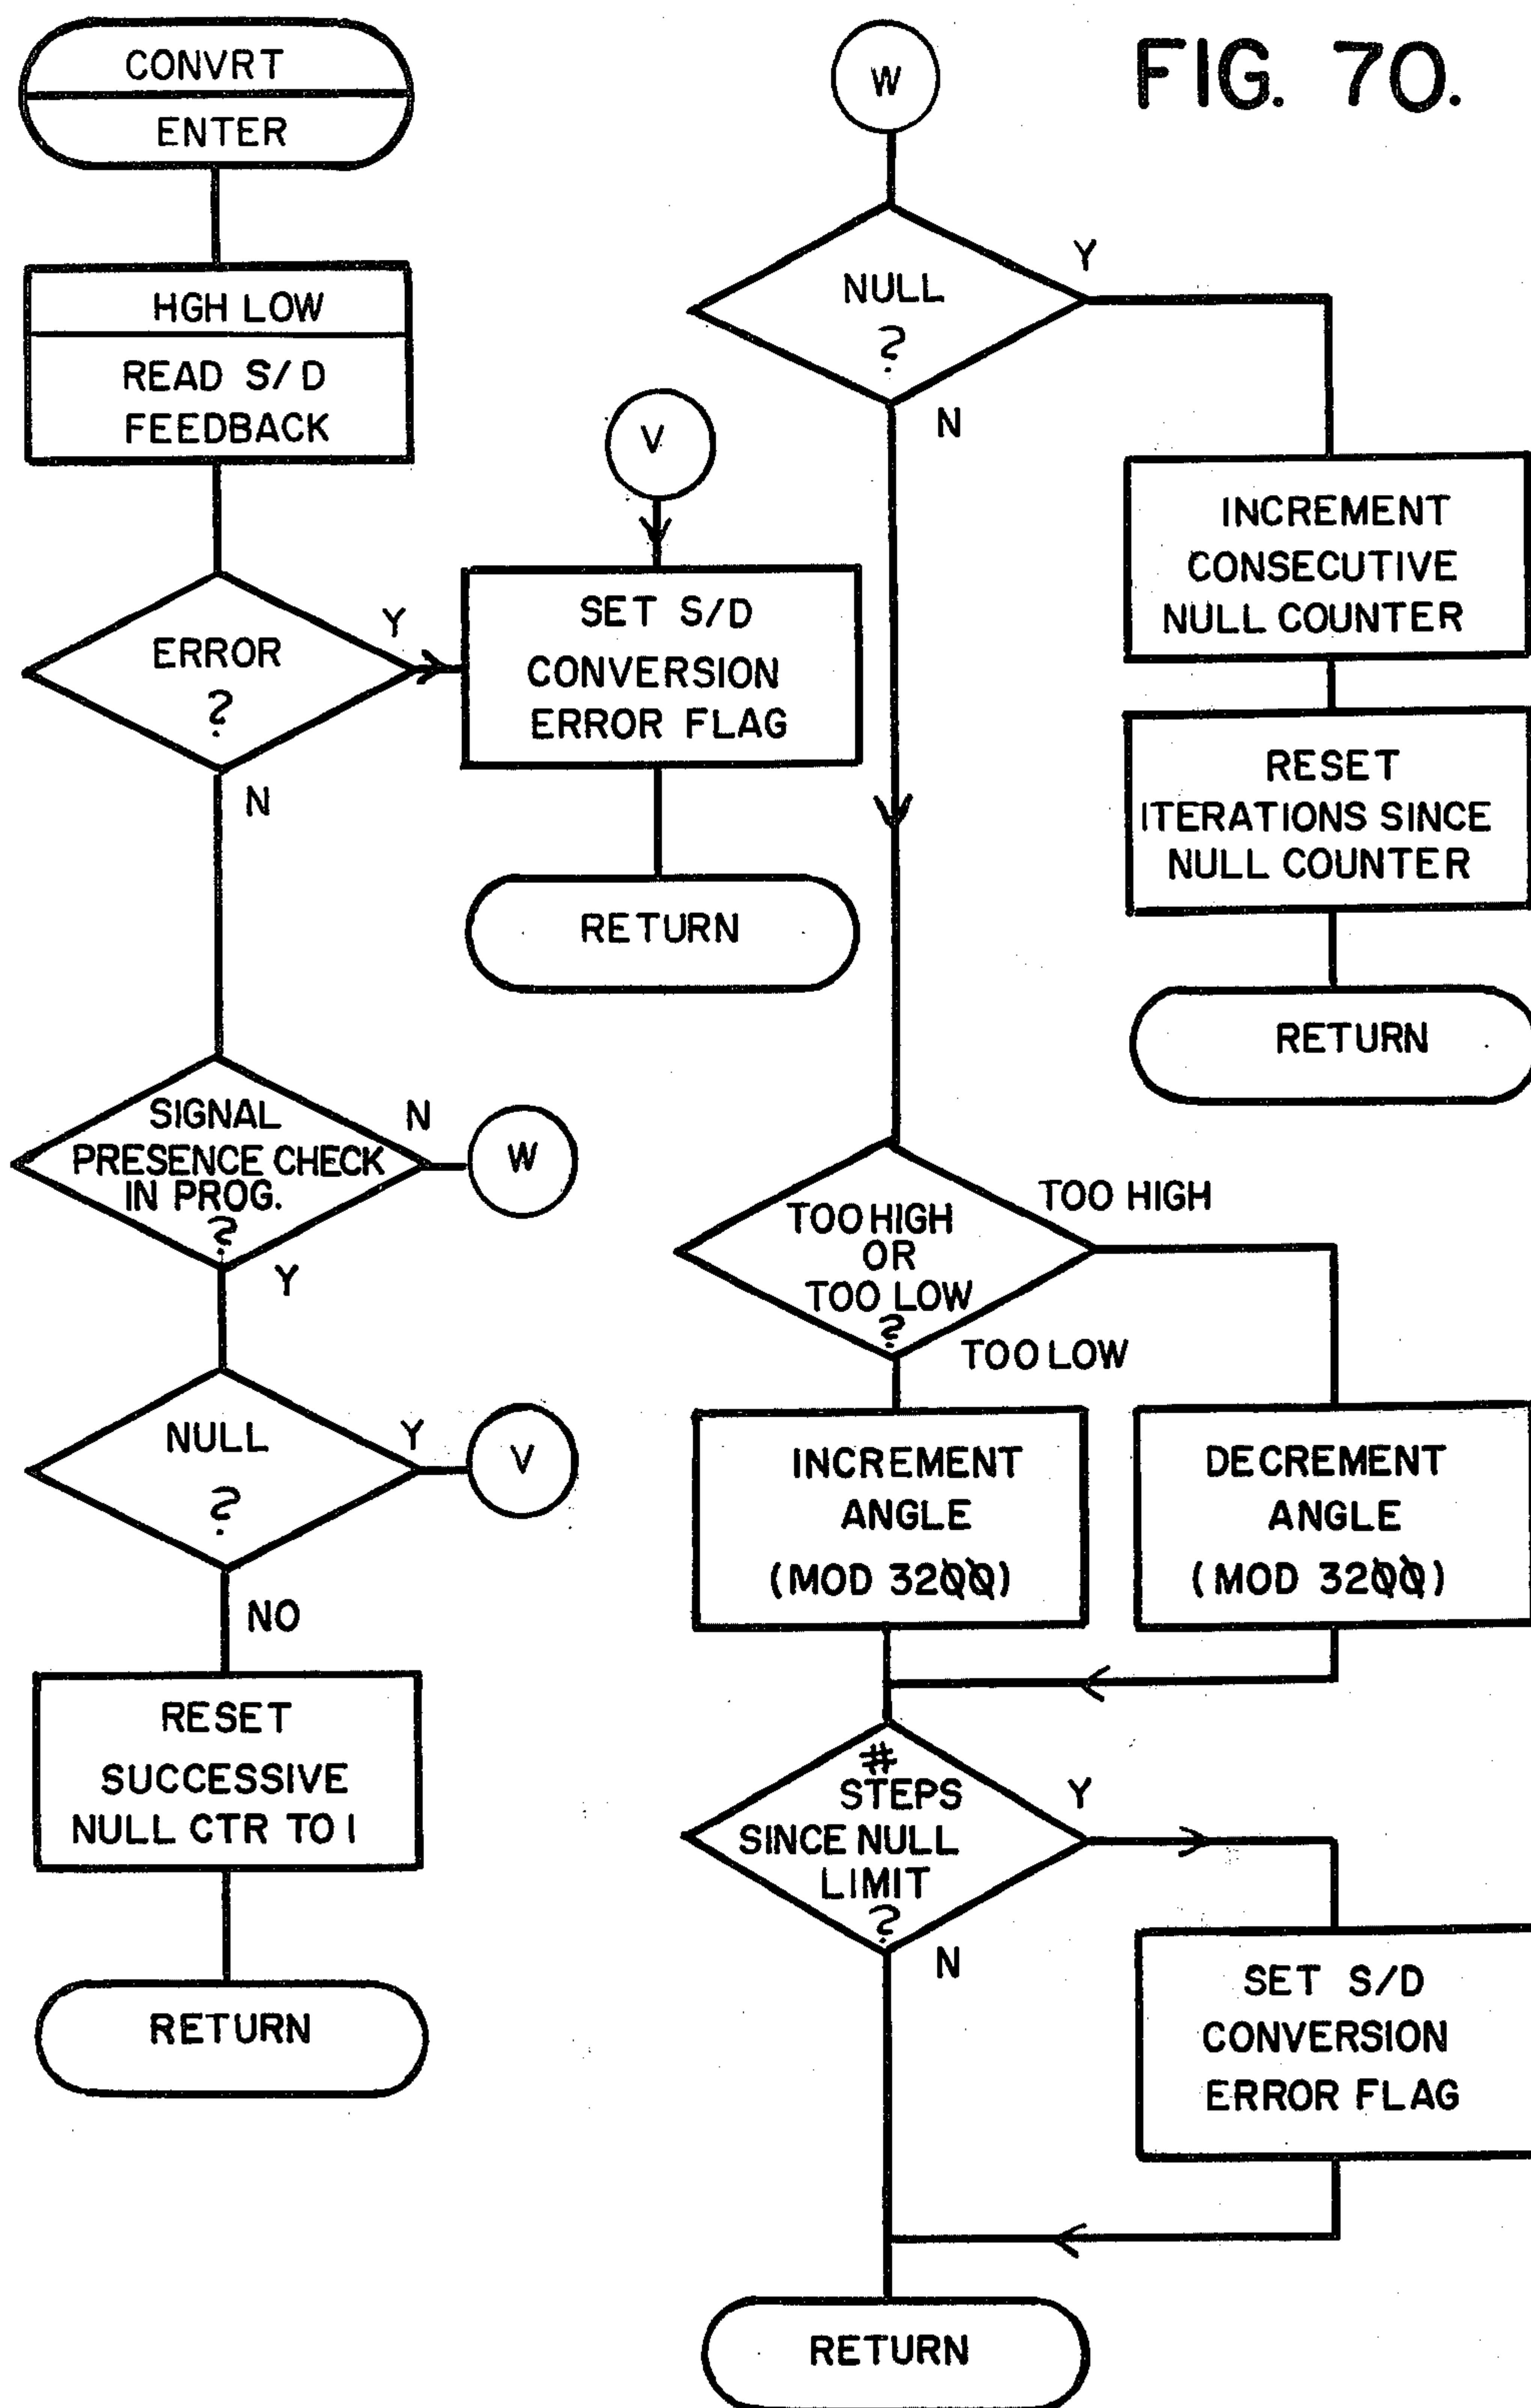 FIG. 70.
CONVRT
ENTER
HGH LOW
READ S/D
FEEDBACK
ERROR
?
Y
N
V
SET S/D
CONVERSION
ERROR FLAG
RETURN
SIGNAL
PRESENCE CHECK
IN PROG.
?
N
W
Y
NULL
?
Y
V
NO
RESET
SUCCESSIVE
NULL CTR TO 1
RETURN
W
NULL
?
Y
N
INCREMENT
CONSECUTIVE
NULL COUNTER
RESET
ITERATIONS SINCE
NULL COUNTER
RETURN
TOO HIGH
OR
TOO LOW
?
TOO HIGH
TOO LOW
INCREMENT
ANGLE
(MOD 3200)
DECREMENT
ANGLE
(MOD 3200)
#
STEPS
SINCE NULL
LIMIT
?
Y
N
SET S/D
CONVERSION
ERROR FLAG
RETURN